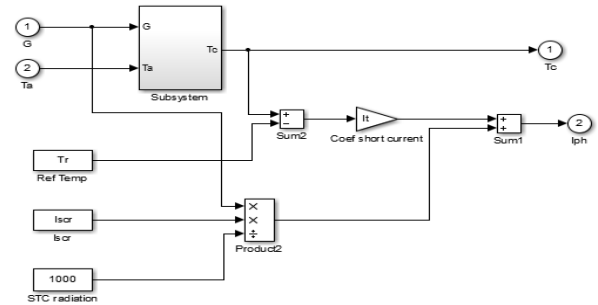 1
G
G
2
Ta
Ta
Tc
Subsystem
1
Tc
+
−
Sum2
It
Coef short current
+
+
Sum1
2
Iph
Tr
Ref Temp
Iscr
Iscr
×
×
÷
Product2
1000
STC radiation